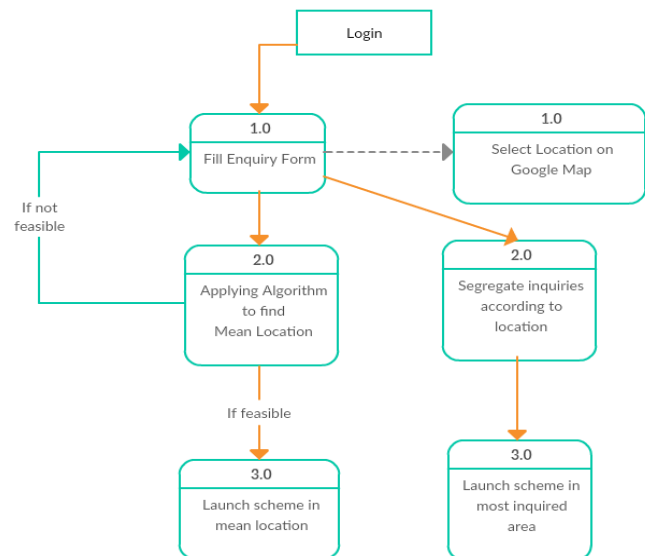 Login
1.0
Fill Enquiry Form
1.0
Select Location on
Google Map
If not
feasible
2.0
Applying Algorithm
to find
Mean Location
2.0
Segregate inquiries
according to
location
If feasible
3.0
Launch scheme in
mean location
3.0
Launch scheme in
most inquired
area